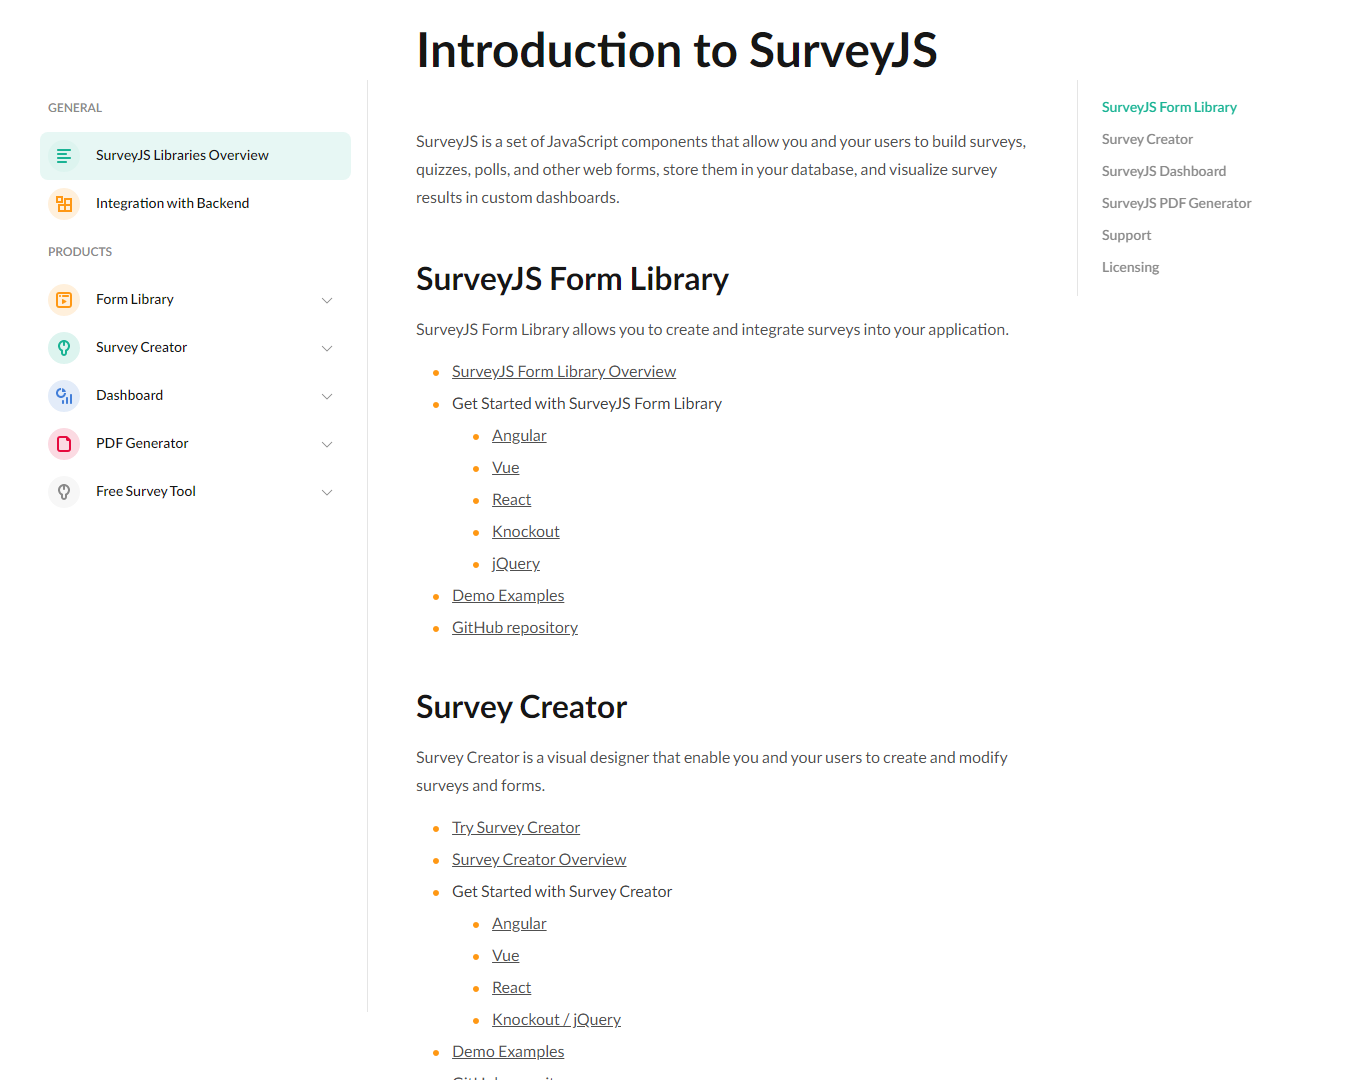 Introduction to SurveyJS
GENERAL
SurveyJS Libraries Overview
Integration with Backend
PRODUCTS
Form Library
Survey Creator
Dashboard
PDF Generator
Free Survey Tool
SurveyJS is a set of JavaScript components that allow you and your users to build surveys,
quizzes, polls, and other web forms, store them in your database, and visualize survey
results in custom dashboards.
SurveyJS Form Library
SurveyJS Form Library allows you to create and integrate surveys into your application.
SurveyJS Form Library Overview
Get Started with SurveyJS Form Library
Angular
Vue
React
Knockout
jQuery
Demo Examples
GitHub repository
Survey Creator
Survey Creator is a visual designer that enable you and your users to create and modify
surveys and forms.
Try Survey Creator
Survey Creator Overview
Get Started with Survey Creator
Angular
Vue
React
Knockout / jQuery
Demo Examples
SurveyJS Form Library
Survey Creator
SurveyJS Dashboard
SurveyJS PDF Generator
Support
Licensing